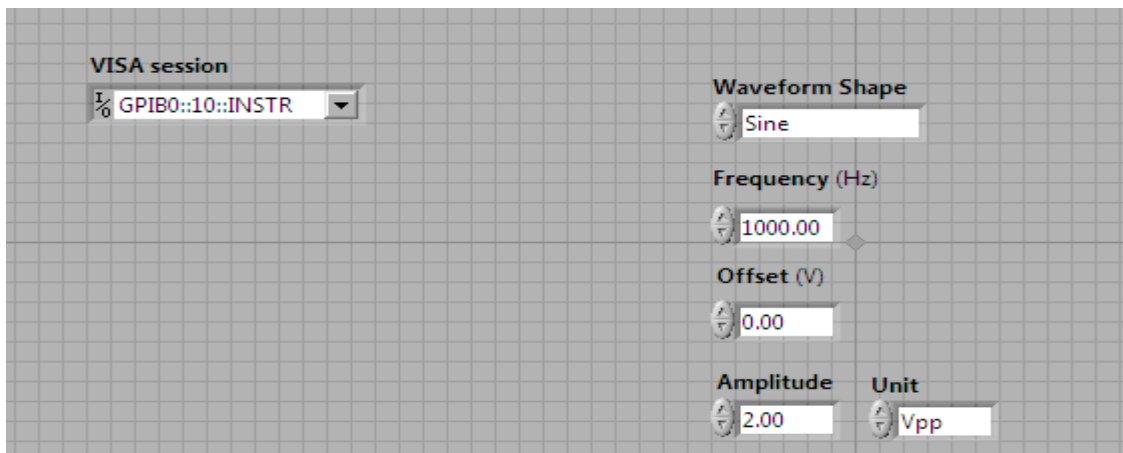 VISA session
GPIB0::10::INSTR
Waveform Shape
Sine
Frequency (Hz)
1000.00
Offset (V)
0.00
Amplitude
2.00
Unit
Vpp